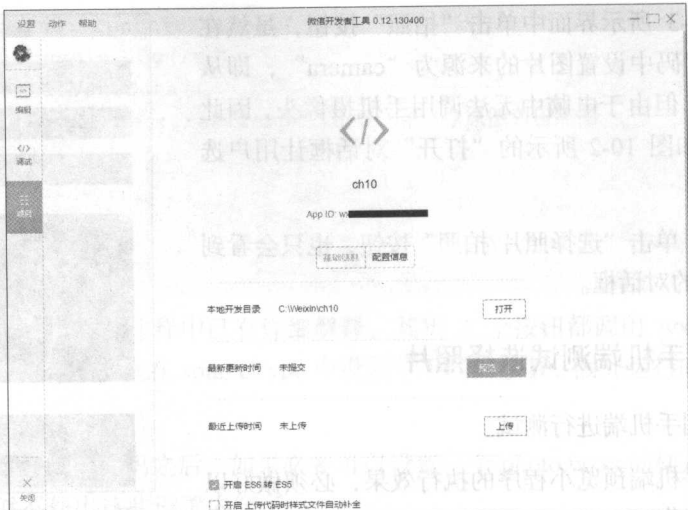 设置 动作 帮助
微信开发者工具 0.12.130400
编辑
</>
调试
项目
关闭
</>
ch10
App ID: wx
基础信息 配置信息
本地开发目录 C:\Weixin\ch10 打开
最新更新时间 未提交 预览
最近上传时间 未上传 上传
开启 ES6 转 ES5
开启 上传代码时样式文件自动补全